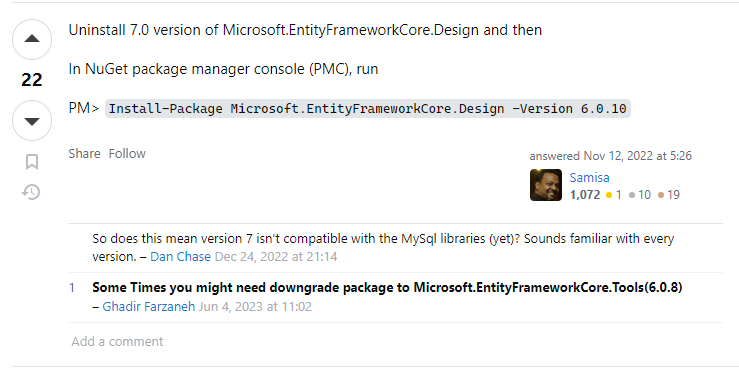 Uninstall 7.0 version of Microsoft.EntityFrameworkCore.Design and then
22
In NuGet package manager console (PMC), run
PM> Install-Package Microsoft.EntityFrameworkCore.Design -Version 6.0.10
Share Follow
answered Nov 12, 2022 at 5:26
Samisa
1,072 ●1 ●10 ●19
So does this mean version 7 isn't compatible with the MySql libraries (yet)? Sounds familiar with every
version. – Dan Chase Dec 24, 2022 at 21:14
1 Some Times you might need downgrade package to Microsoft.EntityFrameworkCore.Tools(6.0.8)
– Ghadir Farzaneh Jun 4, 2023 at 11:02
Add a comment